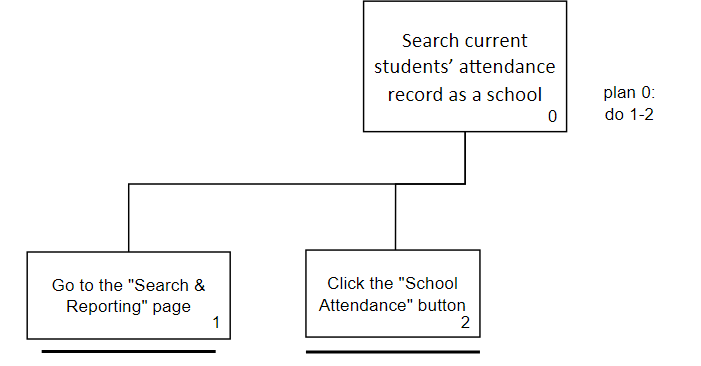 Search current
students’ attendance
record as a school
0
plan 0:
do 1-2
Go to the "Search &
Reporting" page
1
Click the "School
Attendance" button
2